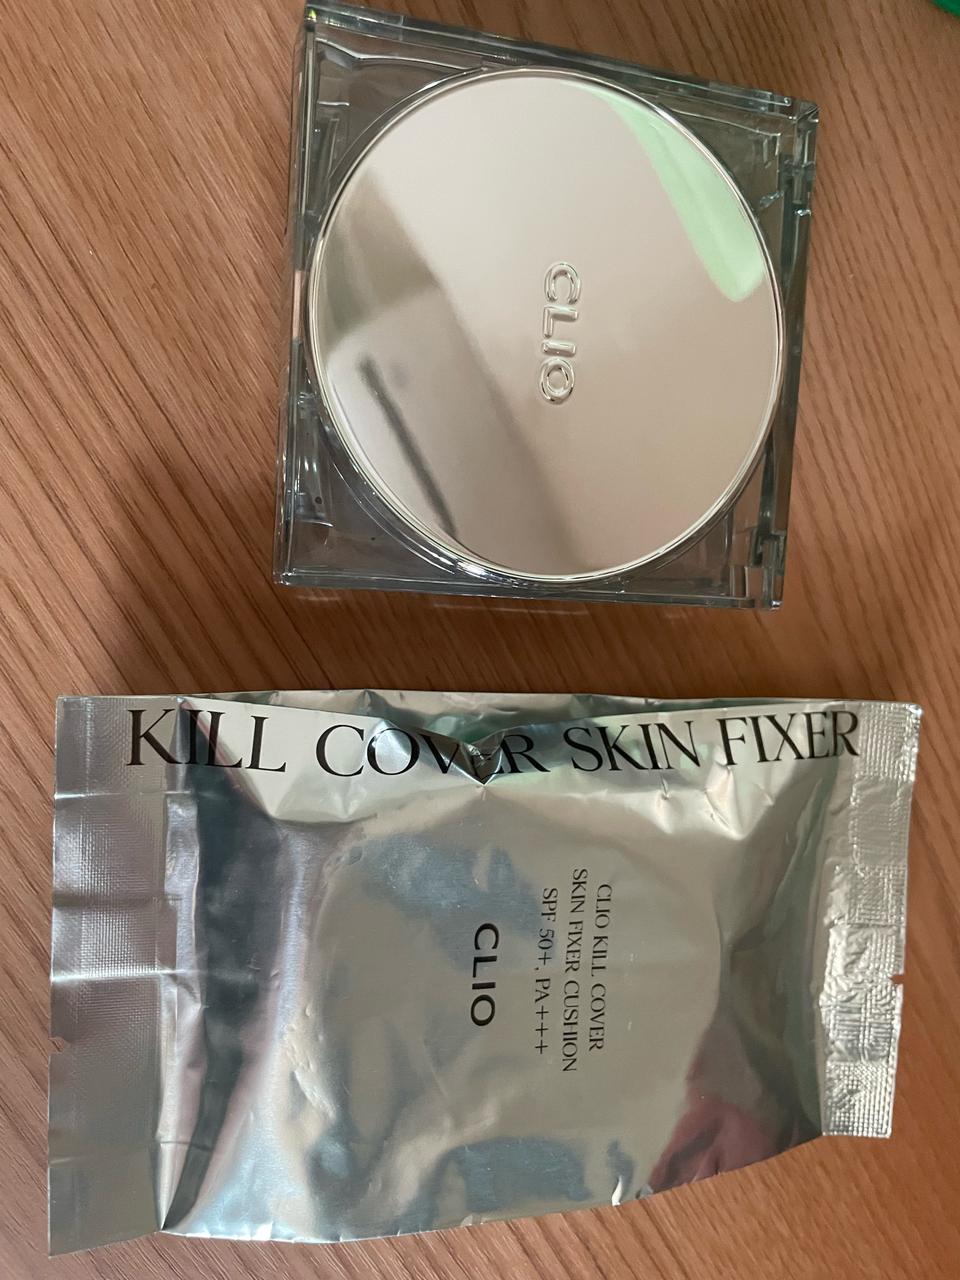 CLIO
KILL COVER SKIN FIXER
CLIO KILL COVER
SKIN FIXER CUSHION
SPF 50+, PA+++
CLIO